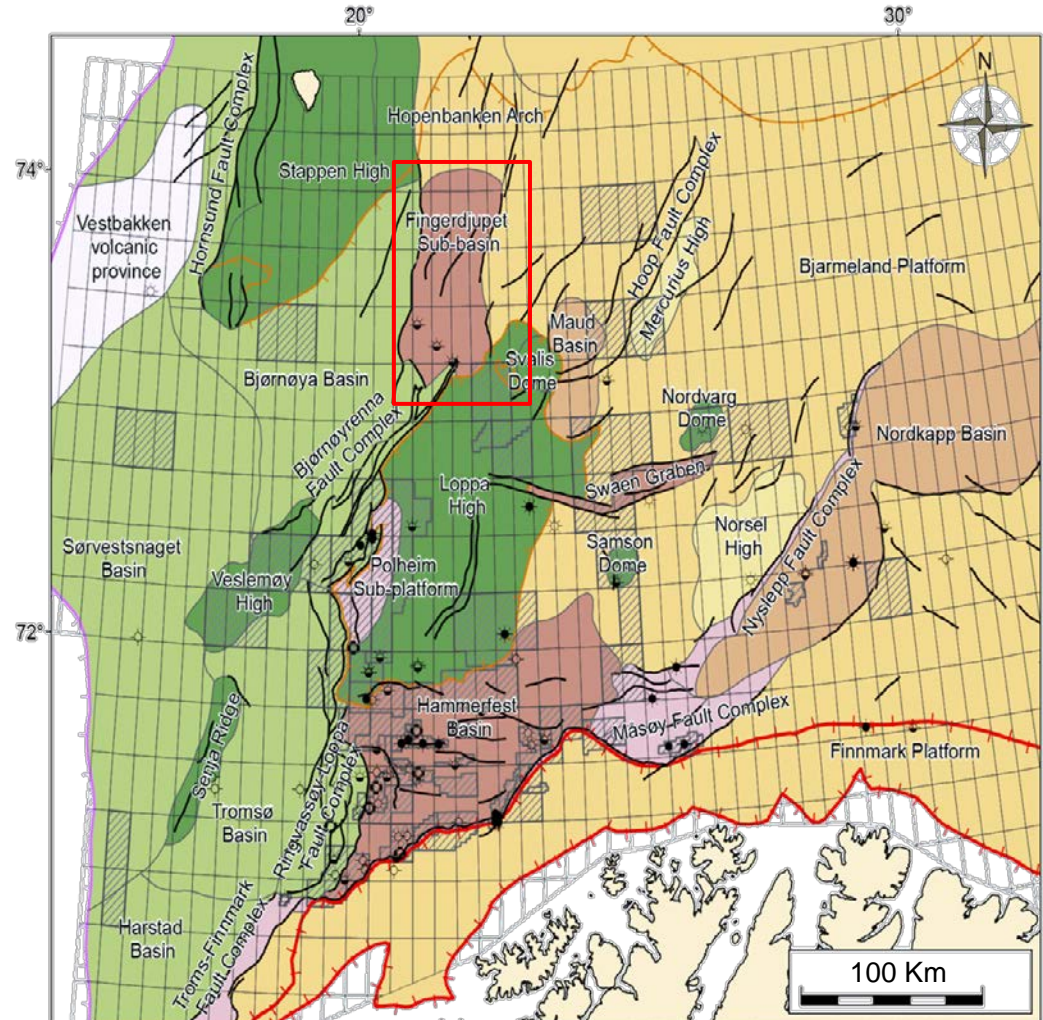 20°
30°
N
Hopenbanken Arch
Hornsund Fault Complex
Stappen High
74°
Hoop Fault Complex
Mercurius High
Vestbakken
volcanic
province
Fingerdjupet
Sub-basin
Bjarmeland Platform
Maud
Basin
Svalis
Dome
Bjørnøya Basin
Nordvarg
Dome
Bjørnøyrenna
Fault Complex
Nordkapp Basin
Loppa
High
Swaen Graben
Sørvestsnaget
Basin
Norsel
High
Samson
Dome
Polheim
Sub-platform
Veslemøy
High
Nyslepp Fault Complex
72°
Hammerfest
Basin
Måsøy Fault Complex
Senja Ridge
Finnmark Platform
Ringvassøy-Loppa
Fault Complex
Tromsø
Basin
Harstad
Basin
Troms-Finnmark
Fault Complex
100 Km